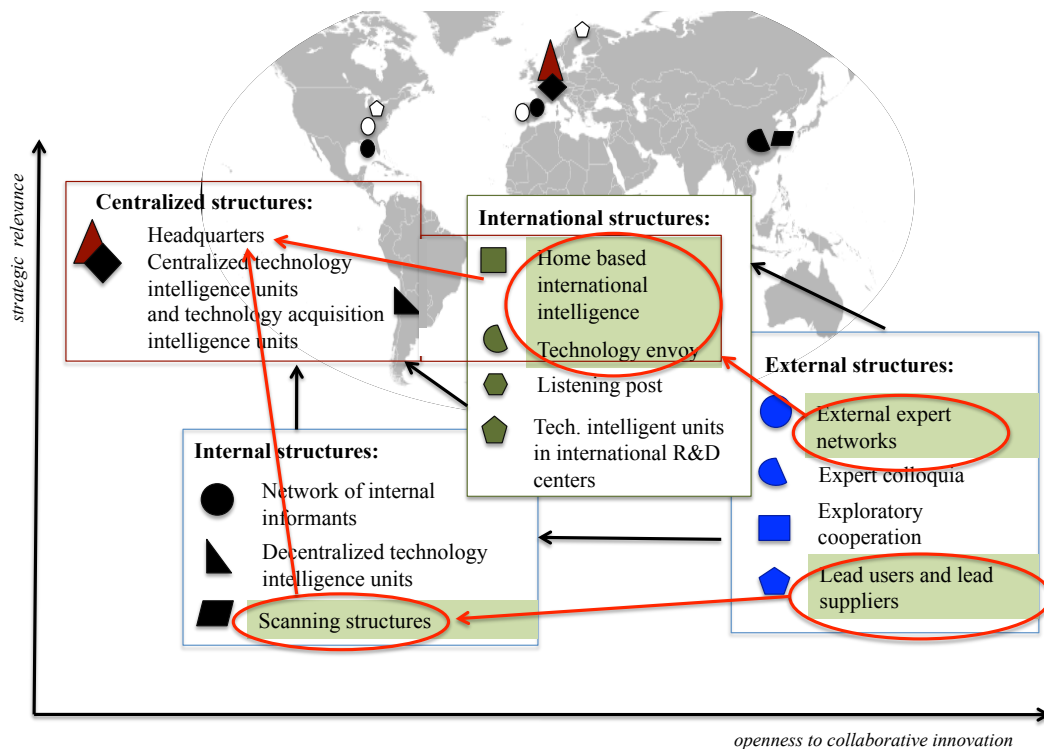 strategic relevance
Centralized structures:
Headquarters
Centralized technology
intelligence units
and technology acquisition
intelligence units
International structures:
Home based
international
intelligence
Technology envoy
Listening post
Tech. intelligent units
in international R&D
centers
External structures:
External expert
networks
Expert colloquia
Exploratory
cooperation
Lead users and lead
suppliers
Internal structures:
Network of internal
informants
Decentralized technology
intelligence units
Scanning structures
openness to collaborative innovation